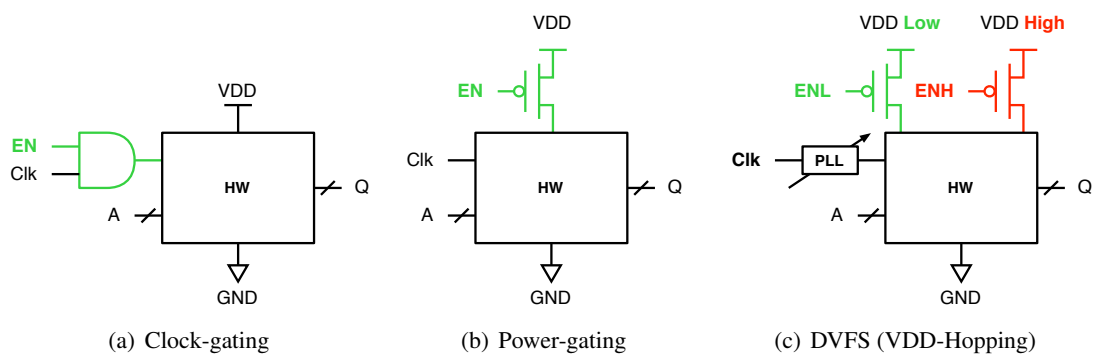 VDD
EN
Clk
HW
A
Q
GND
(a) Clock-gating
VDD
EN
Clk
HW
A
Q
GND
(b) Power-gating
VDD Low
VDD High
ENL
ENH
Clk
PLL
HW
A
Q
GND
(c) DVFS (VDD-Hopping)